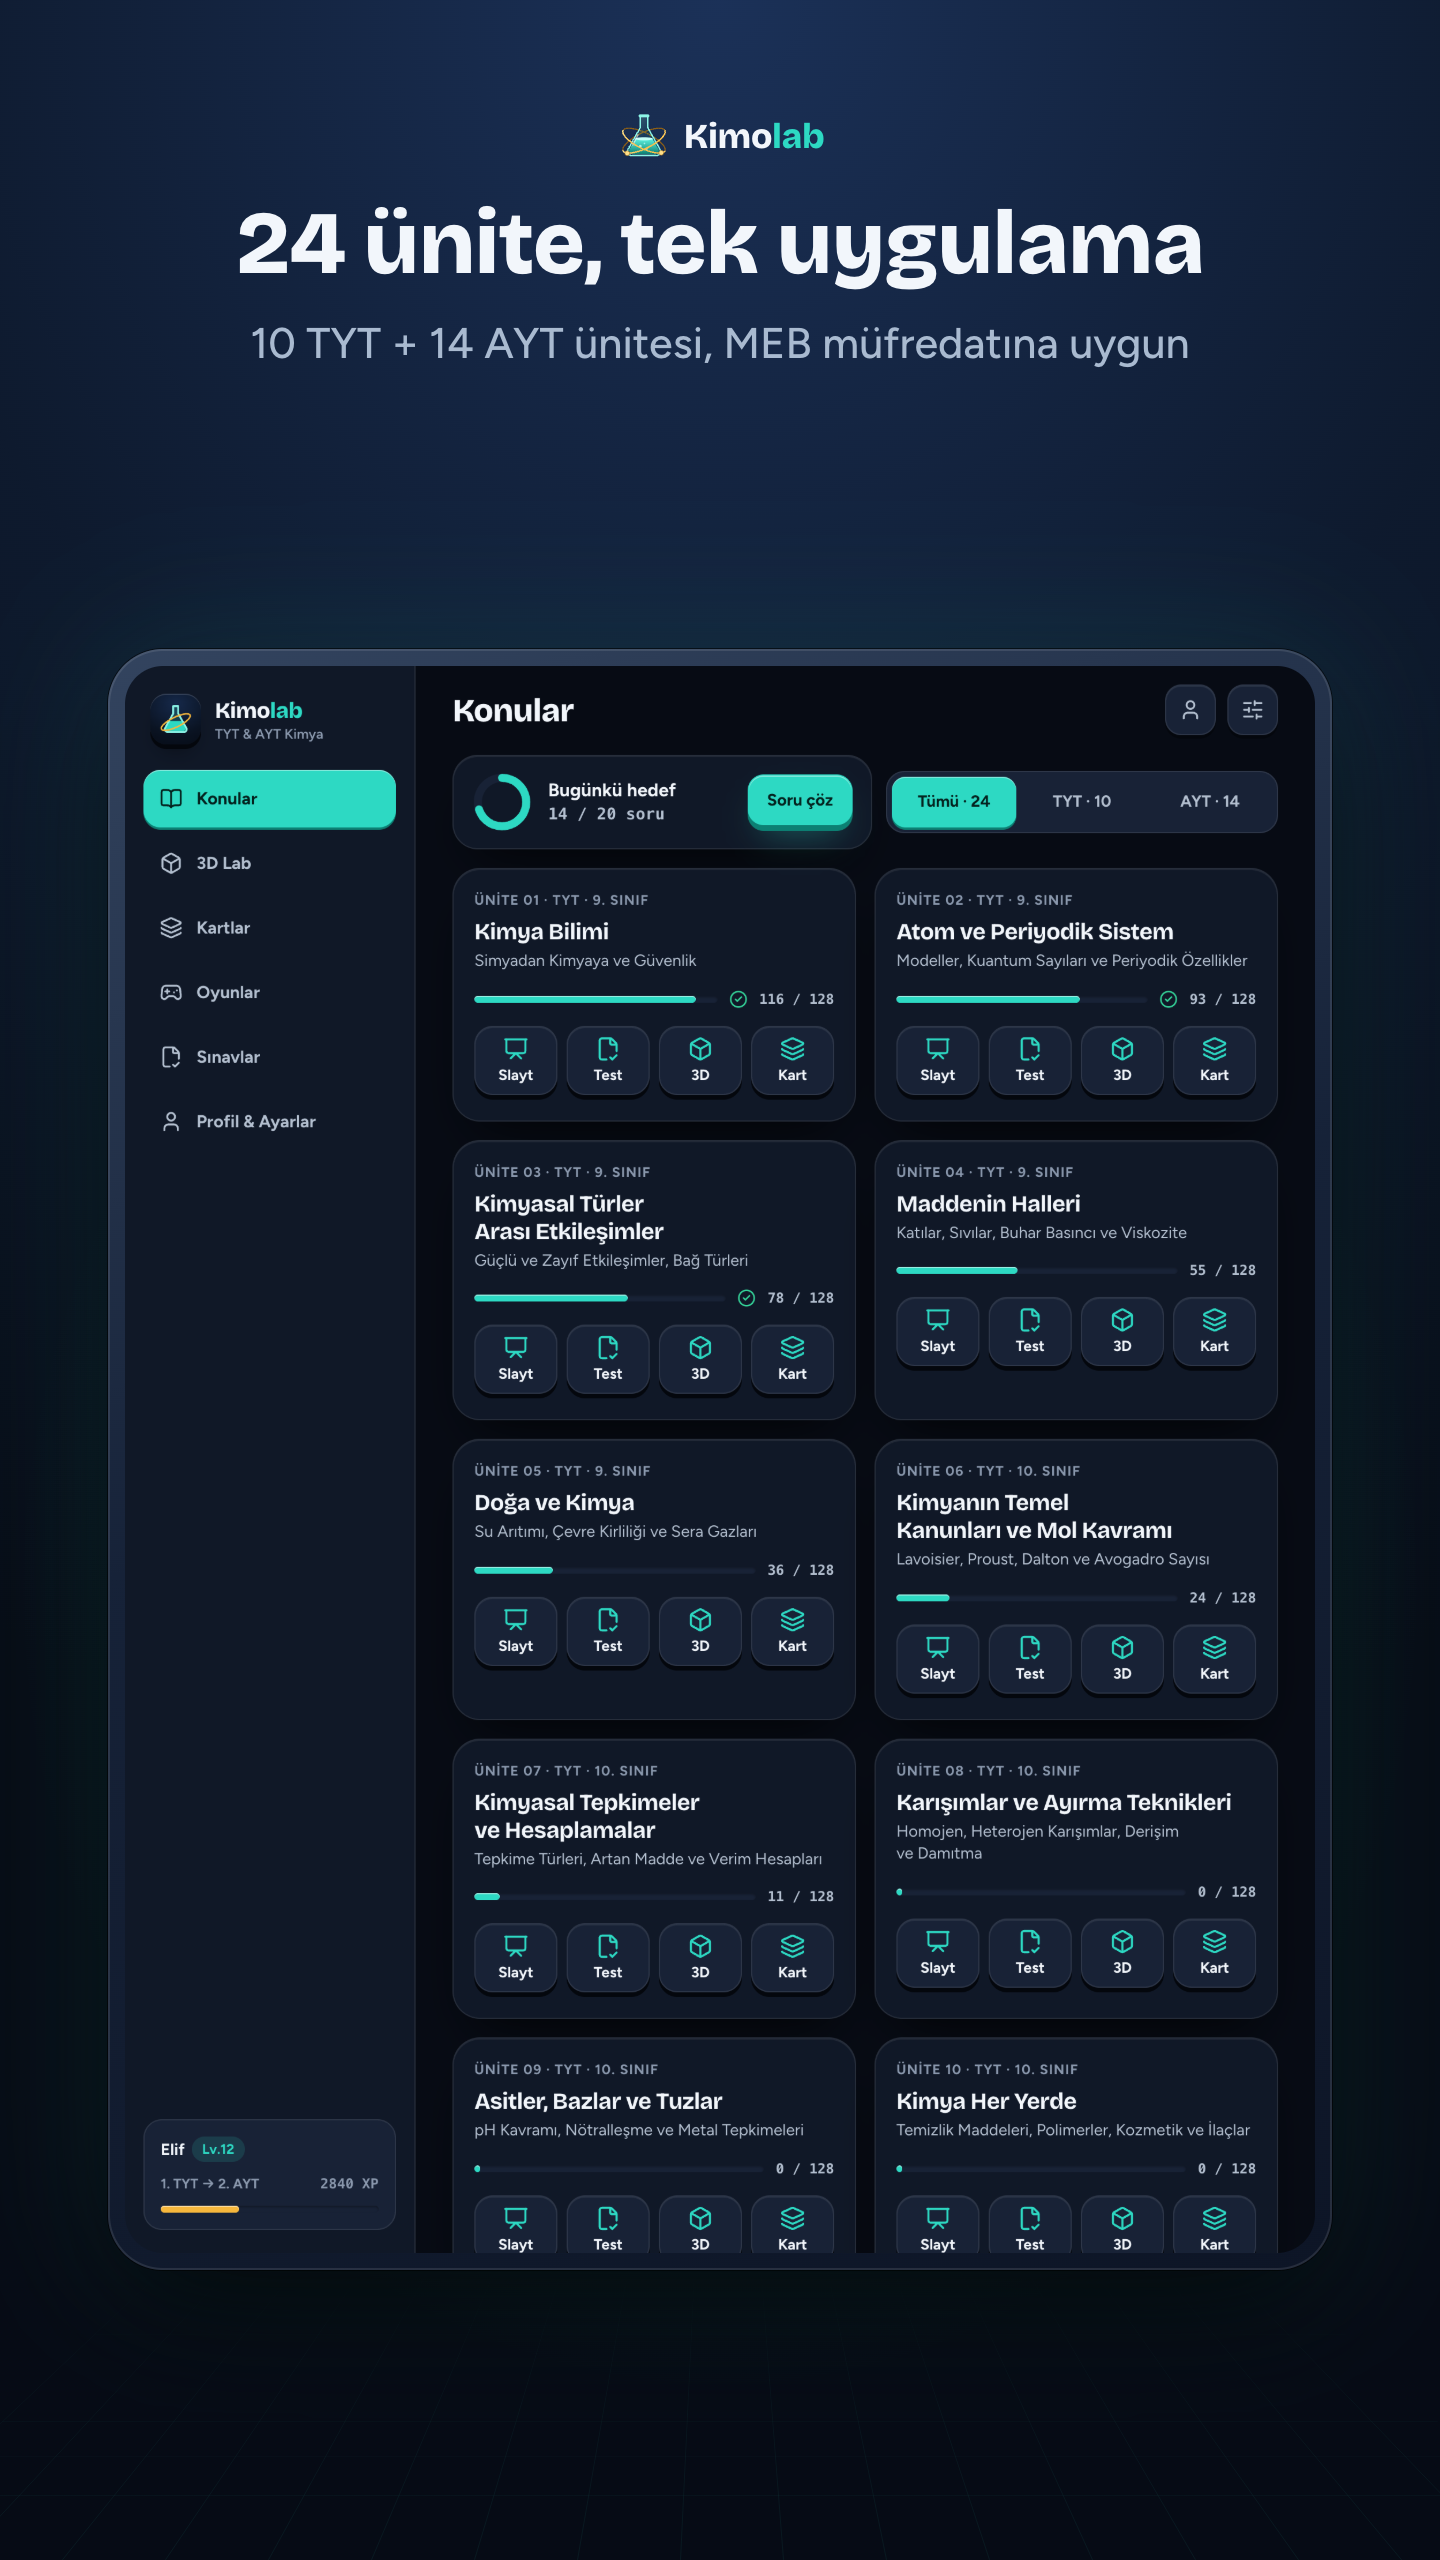 Kimolab
24 ünite, tek uygulama
10 TYT + 14 AYT ünitesi, MEB müfredatına uygun
Kimolab
TYT & AYT Kimya
Konular
3D Lab
Kartlar
Oyunlar
Sınavlar
Profil & Ayarlar
Elif Lv.12
1. TYT → 2. AYT 2840 XP
Konular
Bugünkü hedef
14 / 20 soru
Soru çöz
Tümü · 24 TYT · 10 AYT · 14
ÜNİTE 01 · TYT · 9. SINIF
Kimya Bilimi
Simyadan Kimyaya ve Güvenlik
116 / 128
Slayt Test 3D Kart
ÜNİTE 02 · TYT · 9. SINIF
Atom ve Periyodik Sistem
Modeller, Kuantum Sayıları ve Periyodik Özellikler
93 / 128
Slayt Test 3D Kart
ÜNİTE 03 · TYT · 9. SINIF
Kimyasal Türler
Arası Etkileşimler
Güçlü ve Zayıf Etkileşimler, Bağ Türleri
78 / 128
Slayt Test 3D Kart
ÜNİTE 04 · TYT · 9. SINIF
Maddenin Halleri
Katılar, Sıvılar, Buhar Basıncı ve Viskozite
55 / 128
Slayt Test 3D Kart
ÜNİTE 05 · TYT · 9. SINIF
Doğa ve Kimya
Su Arıtımı, Çevre Kirliliği ve Sera Gazları
36 / 128
Slayt Test 3D Kart
ÜNİTE 06 · TYT · 10. SINIF
Kimyanın Temel
Kanunları ve Mol Kavramı
Lavoisier, Proust, Dalton ve Avogadro Sayısı
24 / 128
Slayt Test 3D Kart
ÜNİTE 07 · TYT · 10. SINIF
Kimyasal Tepkimeler
ve Hesaplamalar
Tepkime Türleri, Artan Madde ve Verim Hesapları
11 / 128
Slayt Test 3D Kart
ÜNİTE 08 · TYT · 10. SINIF
Karışımlar ve Ayırma Teknikleri
Homojen, Heterojen Karışımlar, Derişim
ve Damıtma
0 / 128
Slayt Test 3D Kart
ÜNİTE 09 · TYT · 10. SINIF
Asitler, Bazlar ve Tuzlar
pH Kavramı, Nötralleşme ve Metal Tepkimeleri
0 / 128
Slayt Test 3D Kart
ÜNİTE 10 · TYT · 10. SINIF
Kimya Her Yerde
Temizlik Maddeleri, Polimerler, Kozmetik ve İlaçlar
0 / 128
Slayt Test 3D Kart